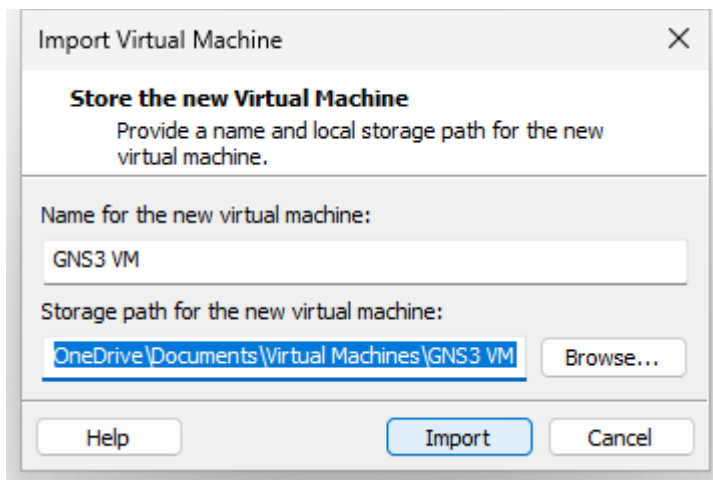 Import Virtual Machine
Store the new Virtual Machine
Provide a name and local storage path for the new
virtual machine.
Name for the new virtual machine:
GNS3 VM
Storage path for the new virtual machine:
OneDrive\Documents\Virtual Machines\GNS3 VM
Browse...
Help
Import
Cancel